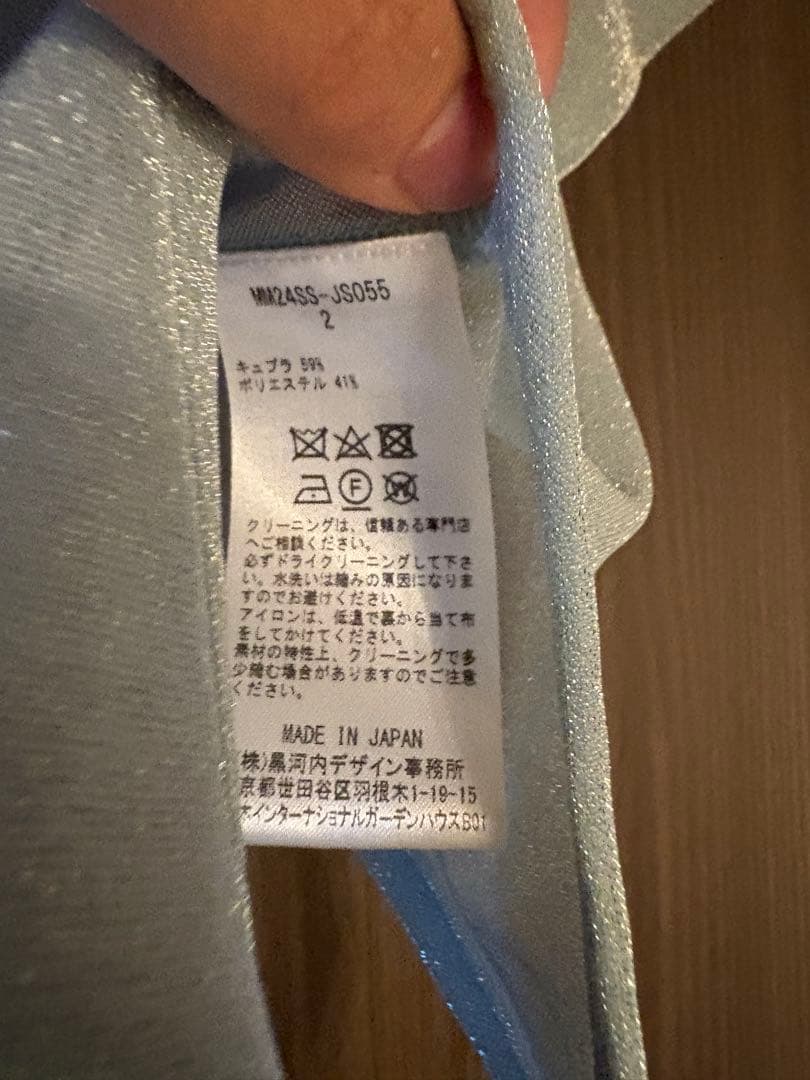 MM24SS-JS055
2
キュプラ 59%
ポリエステル 41%
F
W
クリーニングは、信頼ある専門店
へご相談ください。
必ずドライクリーニングして下さ
い。水洗いは縮みの原因になりま
すのでお避けください。
アイロンは、低温で裏から当て布
をしてかけてください。
素材の特性上、クリーニングで多
少縮む場合がありますのでご注意
ください。
MADE IN JAPAN
(株)黒河内デザイン事務所
京都世田谷区羽根木1-19-15
インターナショナルガーデンハウスB01